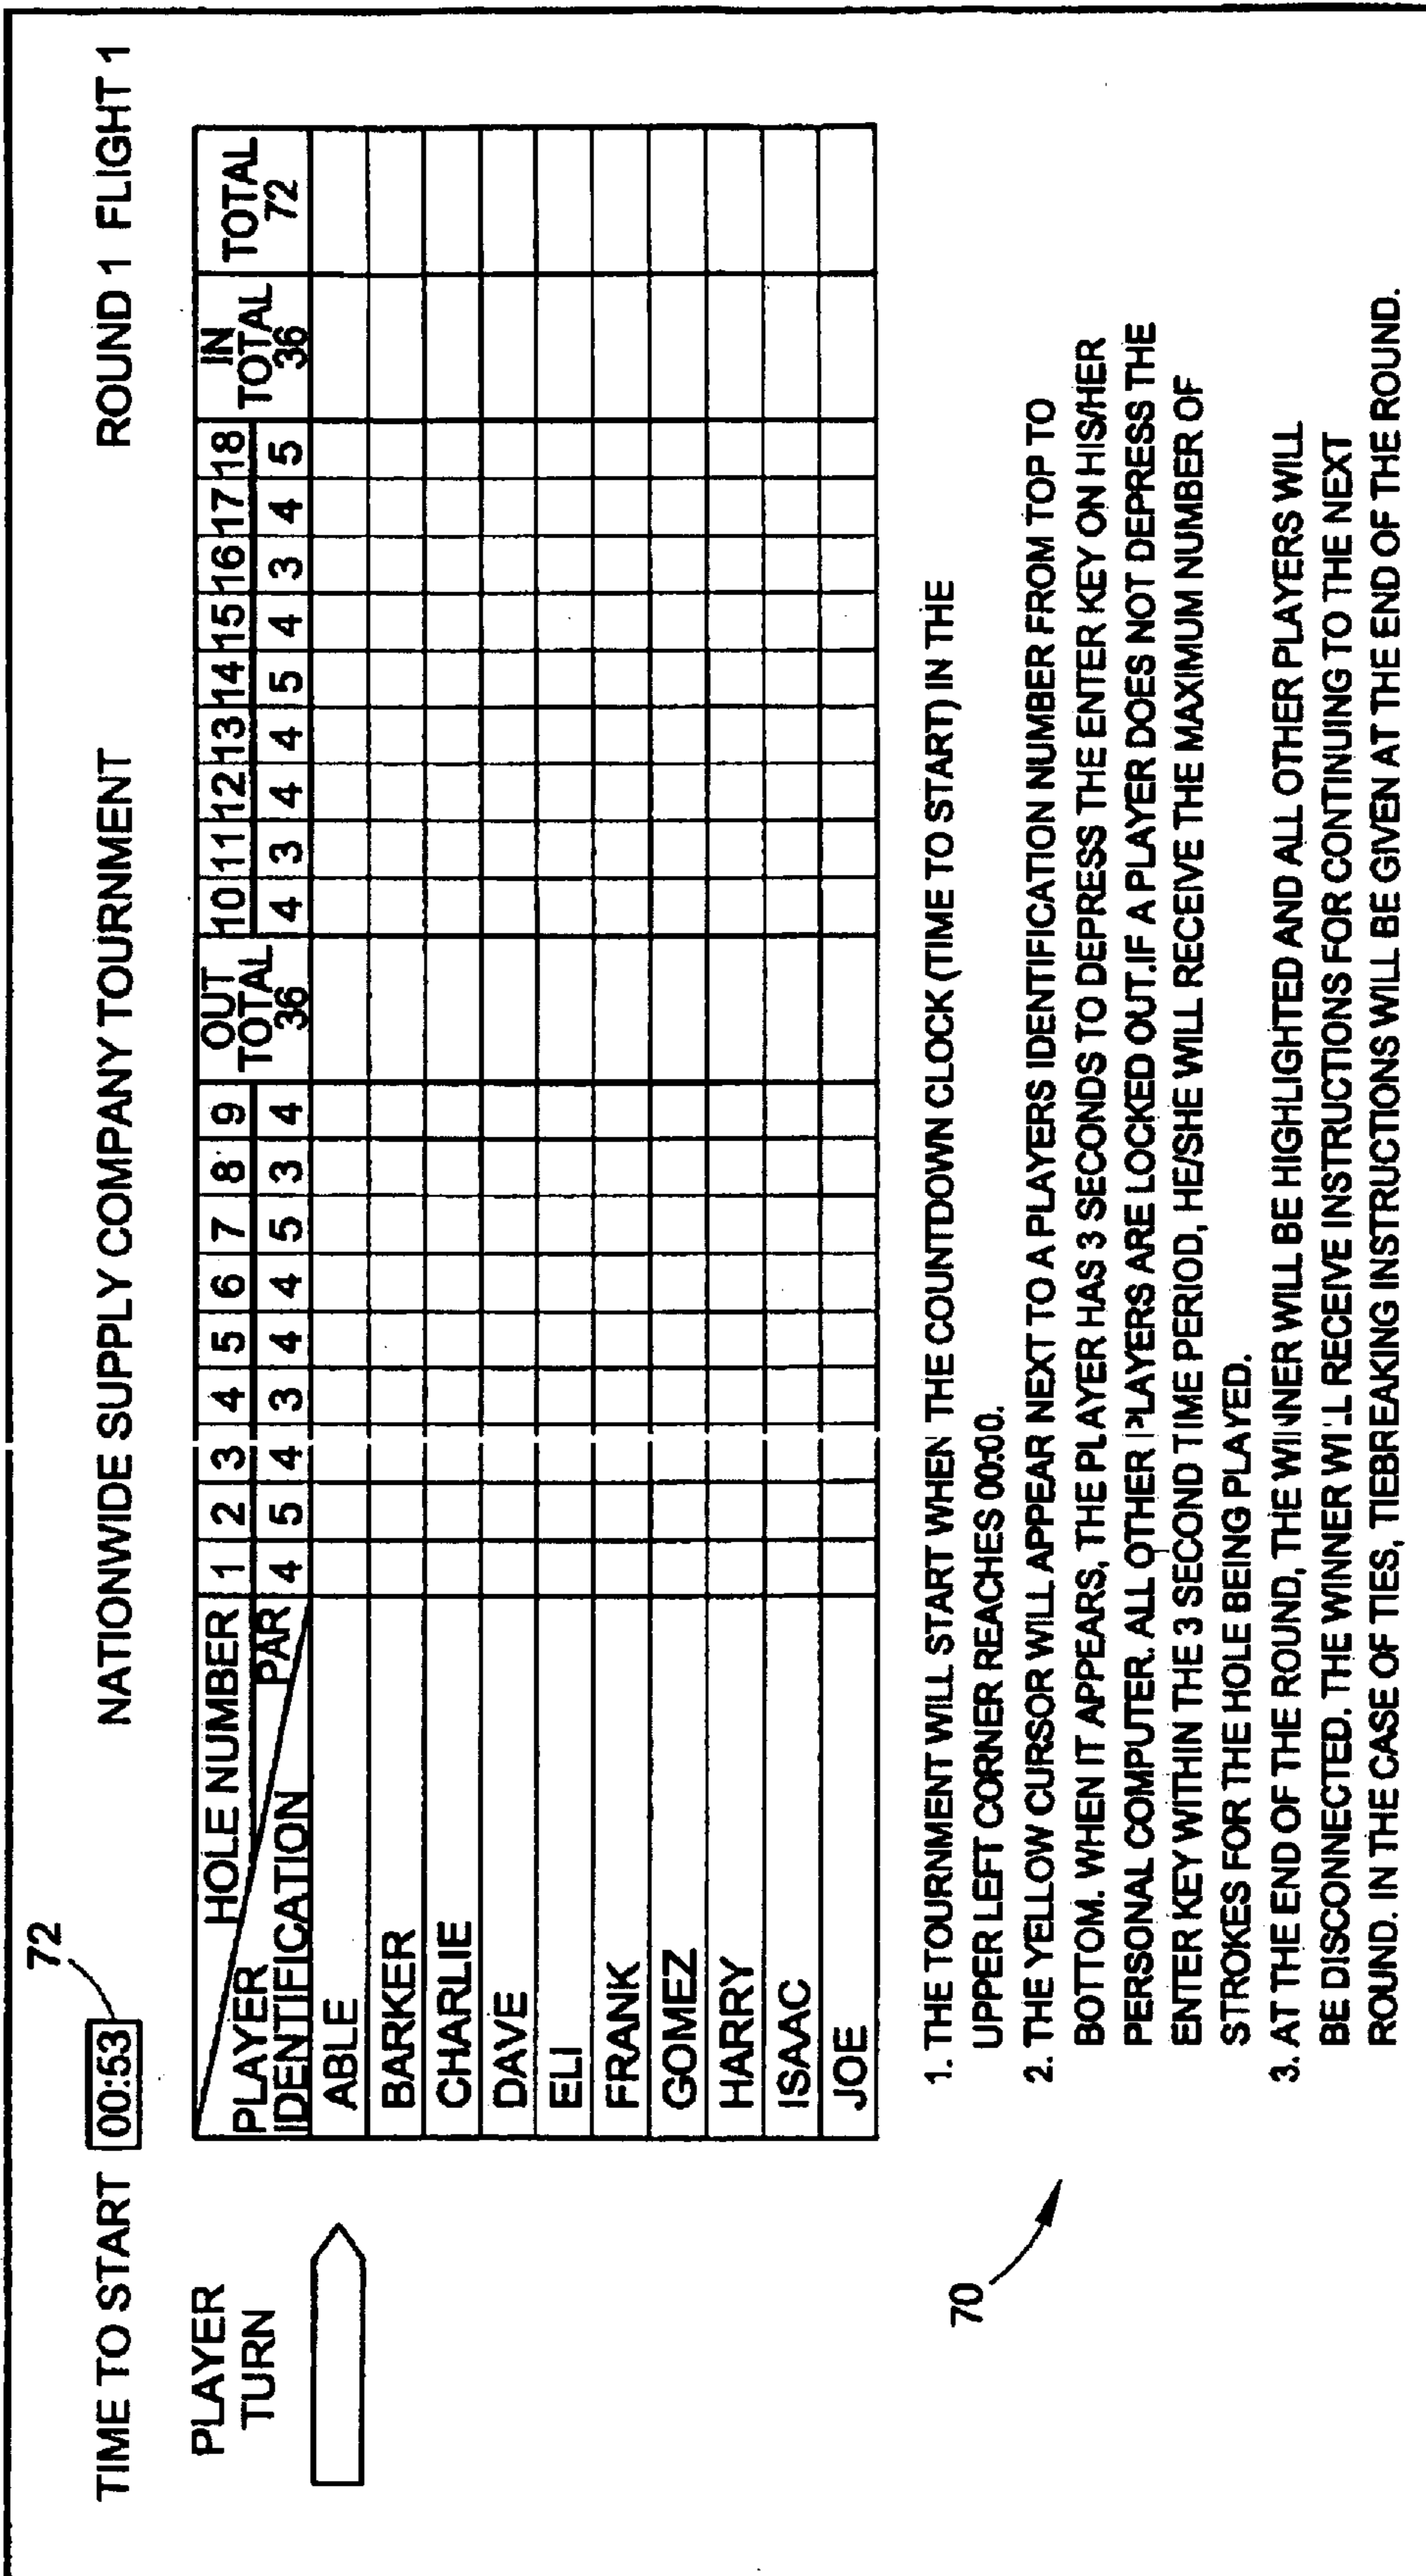 72
TIME TO START 00:53 NATIONWIDE SUPPLY COMPANY TOURNMENT ROUND 1 FLIGHT 1
PLAYER TURN
HOLE NUMBER 1 2 3 4 5 6 7 8 9 OUT TOTAL 36 10 11 12 13 14 15 16 17 18 IN TOTAL 36 TOTAL 72
PLAYER IDENTIFICATION PAR 4 5 4 3 4 4 5 3 4 4 3 4 4 5 4 3 4 5
ABLE
BARKER
CHARLIE
DAVE
ELI
FRANK
GOMEZ
HARRY
ISAAC
JOE
70
1. THE TOURNMENT WILL START WHEN THE COUNTDOWN CLOCK (TIME TO START) IN THE
UPPER LEFT CORNER REACHES 00:00.
2. THE YELLOW CURSOR WILL APPEAR NEXT TO A PLAYERS IDENTIFICATION NUMBER FROM TOP TO
BOTTOM. WHEN IT APPEARS, THE PLAYER HAS 3 SECONDS TO DEPRESS THE ENTER KEY ON HIS/HER
PERSONAL COMPUTER. ALL OTHER PLAYERS ARE LOCKED OUT.IF A PLAYER DOES NOT DEPRESS THE
ENTER KEY WITHIN THE 3 SECOND TIME PERIOD, HE/SHE WILL RECEIVE THE MAXIMUM NUMBER OF
STROKES FOR THE HOLE BEING PLAYED.
3. AT THE END OF THE ROUND, THE WINNER WILL BE HIGHLIGHTED AND ALL OTHER PLAYERS WILL
BE DISCONNECTED. THE WINNER WILL RECEIVE INSTRUCTIONS FOR CONTINUING TO THE NEXT
ROUND. IN THE CASE OF TIES, TIEBREAKING INSTRUCTIONS WILL BE GIVEN AT THE END OF THE ROUND.